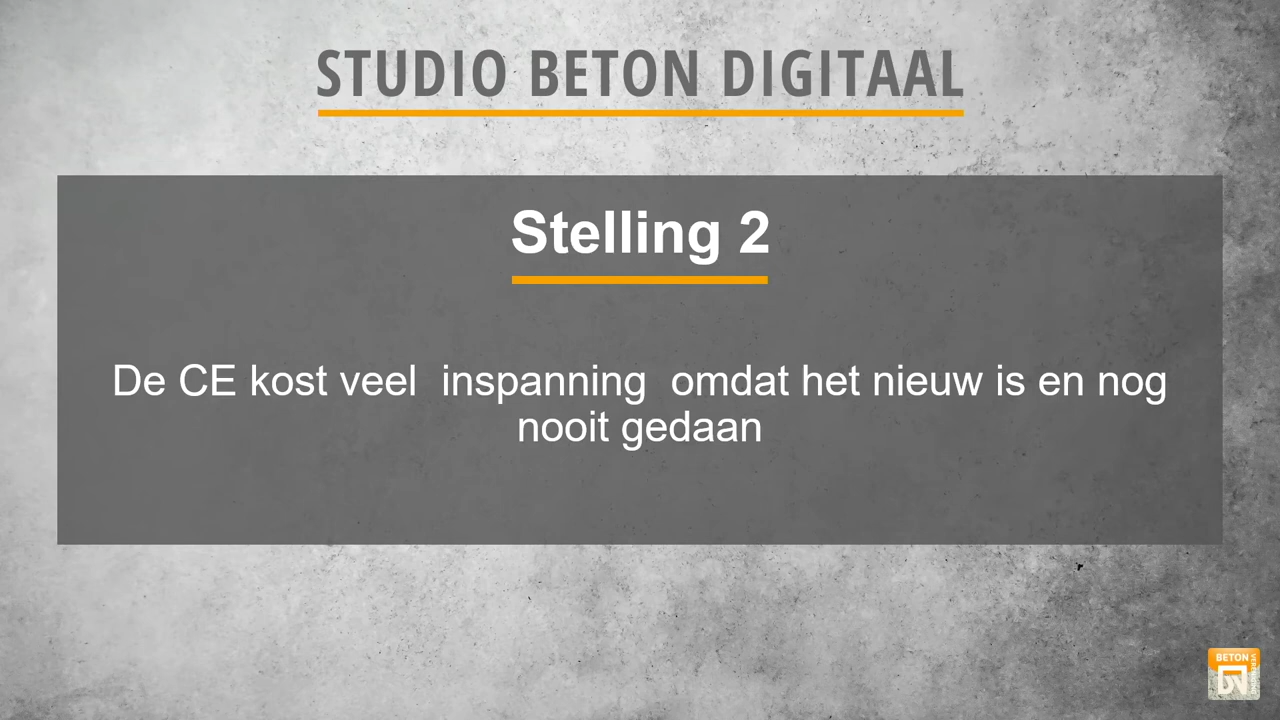 STUDIO BETON DIGITAAL
Stelling 2
De CE kost veel  inspanning  omdat het nieuw is en nog
nooit gedaan
BETON
VERENIGING